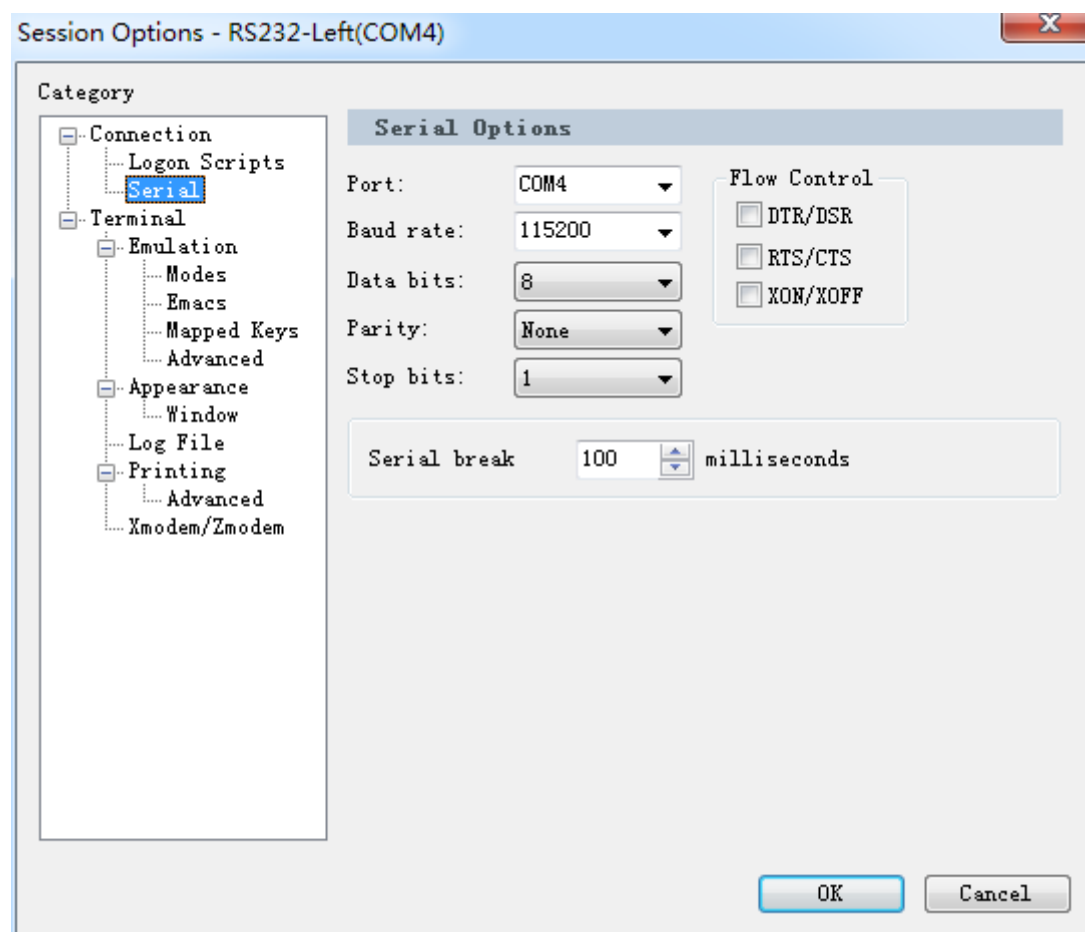 Session Options - RS232-Left(COM4)
Category
Connection
Logon Scripts
Serial
Terminal
Emulation
Modes
Emacs
Mapped Keys
Advanced
Appearance
Window
Log File
Printing
Advanced
Xmodem/Zmodem
Serial Options
Port: COM4
Baud rate: 115200
Data bits: 8
Parity: None
Stop bits: 1
Flow Control
DTR/DSR
RTS/CTS
XON/XOFF
Serial break 100 milliseconds
OK Cancel